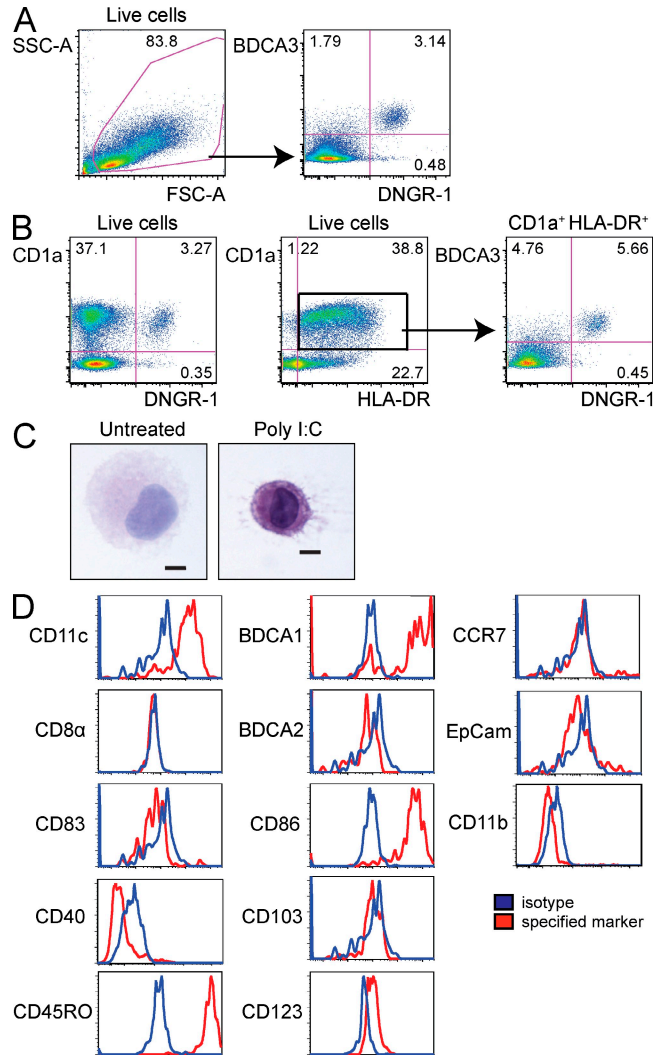 A
Live cells
SSC-A
83.8
FSC-A
BDCA3
1.79
3.14
0.48
DNGR-1
B
Live cells
CD1a
37.1
3.27
0.35
DNGR-1
Live cells
CD1a
1.22
38.8
22.7
HLA-DR
CD1a⁺ HLA-DR⁺
BDCA3
4.76
5.66
0.45
DNGR-1
C
Untreated
Poly I:C
D
CD11c
BDCA1
CCR7
CD8α
BDCA2
EpCam
CD83
CD86
CD11b
CD40
CD103
isotype
specified marker
CD45RO
CD123